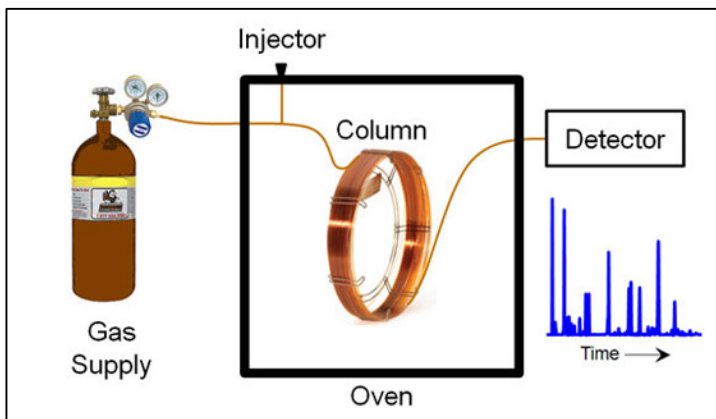 Injector
Column
Detector
Gas
Supply
Time
Oven